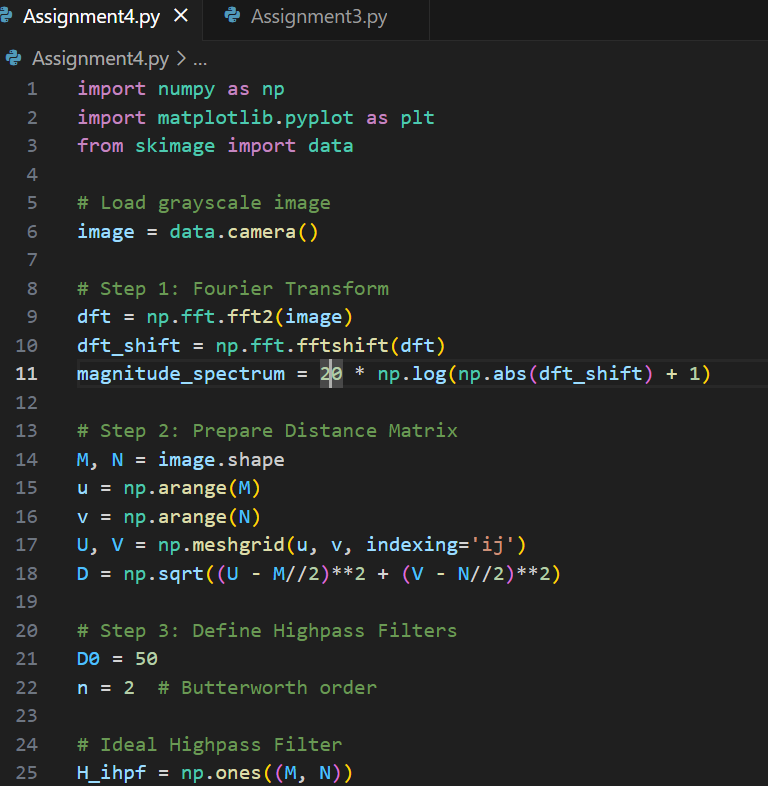 Assignment4.py × Assignment3.py
Assignment4.py > ...
1 import numpy as np
2 import matplotlib.pyplot as plt
3 from skimage import data
4
5 # Load grayscale image
6 image = data.camera()
7
8 # Step 1: Fourier Transform
9 dft = np.fft.fft2(image)
10 dft_shift = np.fft.fftshift(dft)
11 magnitude_spectrum = 20 * np.log(np.abs(dft_shift) + 1)
12
13 # Step 2: Prepare Distance Matrix
14 M, N = image.shape
15 u = np.arange(M)
16 v = np.arange(N)
17 U, V = np.meshgrid(u, v, indexing='ij')
18 D = np.sqrt((U - M//2)**2 + (V - N//2)**2)
19
20 # Step 3: Define Highpass Filters
21 D0 = 50
22 n = 2  # Butterworth order
23
24 # Ideal Highpass Filter
25 H_ihpf = np.ones((M, N))